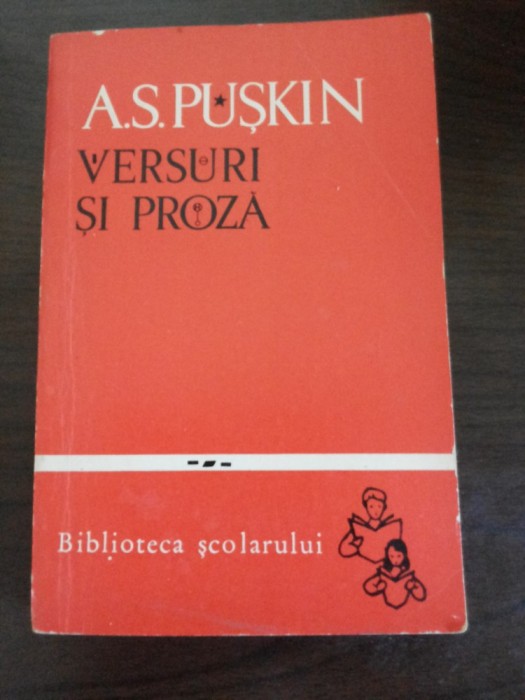 A.S. PUȘKIN
VERSURI
ȘI PROZĂ
Biblioteca școlarului